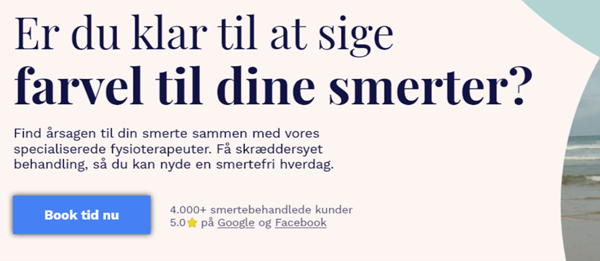 Er du klar til at sige
farvel til dine smerter?
Find årsagen til din smerte sammen med vores
specialiserede fysioterapeuter. Få skræddersyet
behandling, så du kan nyde en smertefri hverdag.
Book tid nu
4.000+ smertebehandlede kunder
5.0⭐ på Google og Facebook